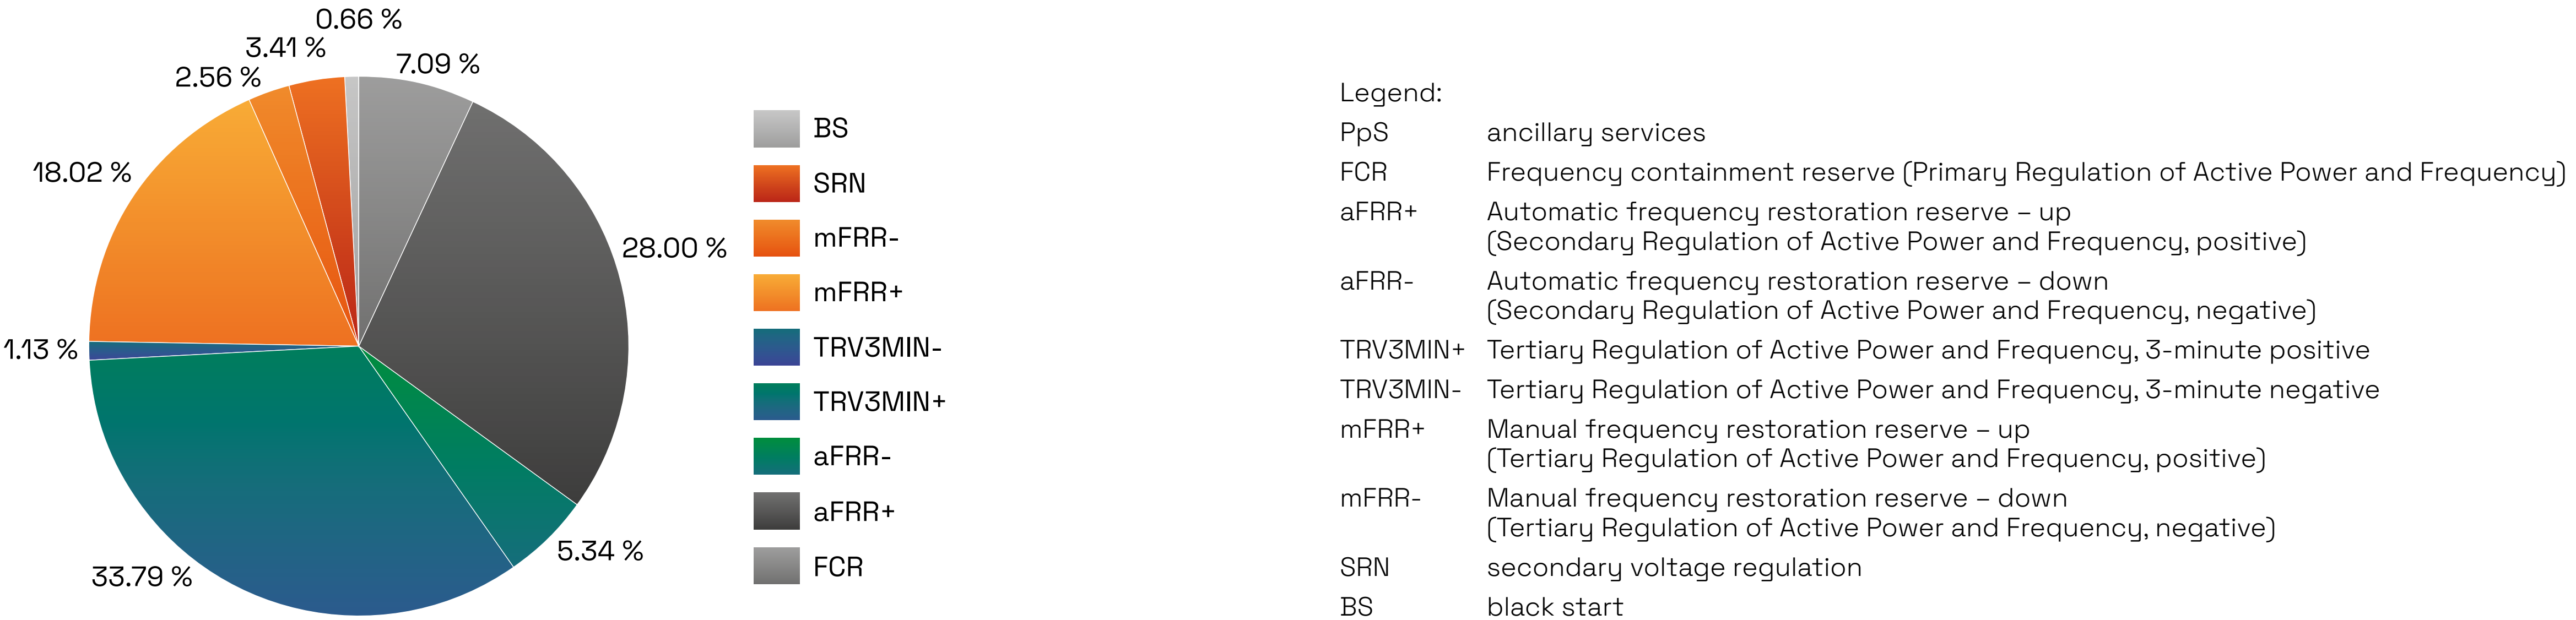 0.66 %
3.41 %
7.09 %
2.56 %
18.02 %
28.00 %
1.13 %
5.34 %
33.79 %
BS
SRN
mFRR-
mFRR+
TRV3MIN-
TRV3MIN+
aFRR-
aFRR+
FCR
Legend:
PpS ancillary services
FCR Frequency containment reserve (Primary Regulation of Active Power and Frequency)
aFRR+ Automatic frequency restoration reserve – up
(Secondary Regulation of Active Power and Frequency, positive)
aFRR- Automatic frequency restoration reserve – down
(Secondary Regulation of Active Power and Frequency, negative)
TRV3MIN+ Tertiary Regulation of Active Power and Frequency, 3-minute positive
TRV3MIN- Tertiary Regulation of Active Power and Frequency, 3-minute negative
mFRR+ Manual frequency restoration reserve – up
(Tertiary Regulation of Active Power and Frequency, positive)
mFRR- Manual frequency restoration reserve – down
(Tertiary Regulation of Active Power and Frequency, negative)
SRN secondary voltage regulation
BS black start